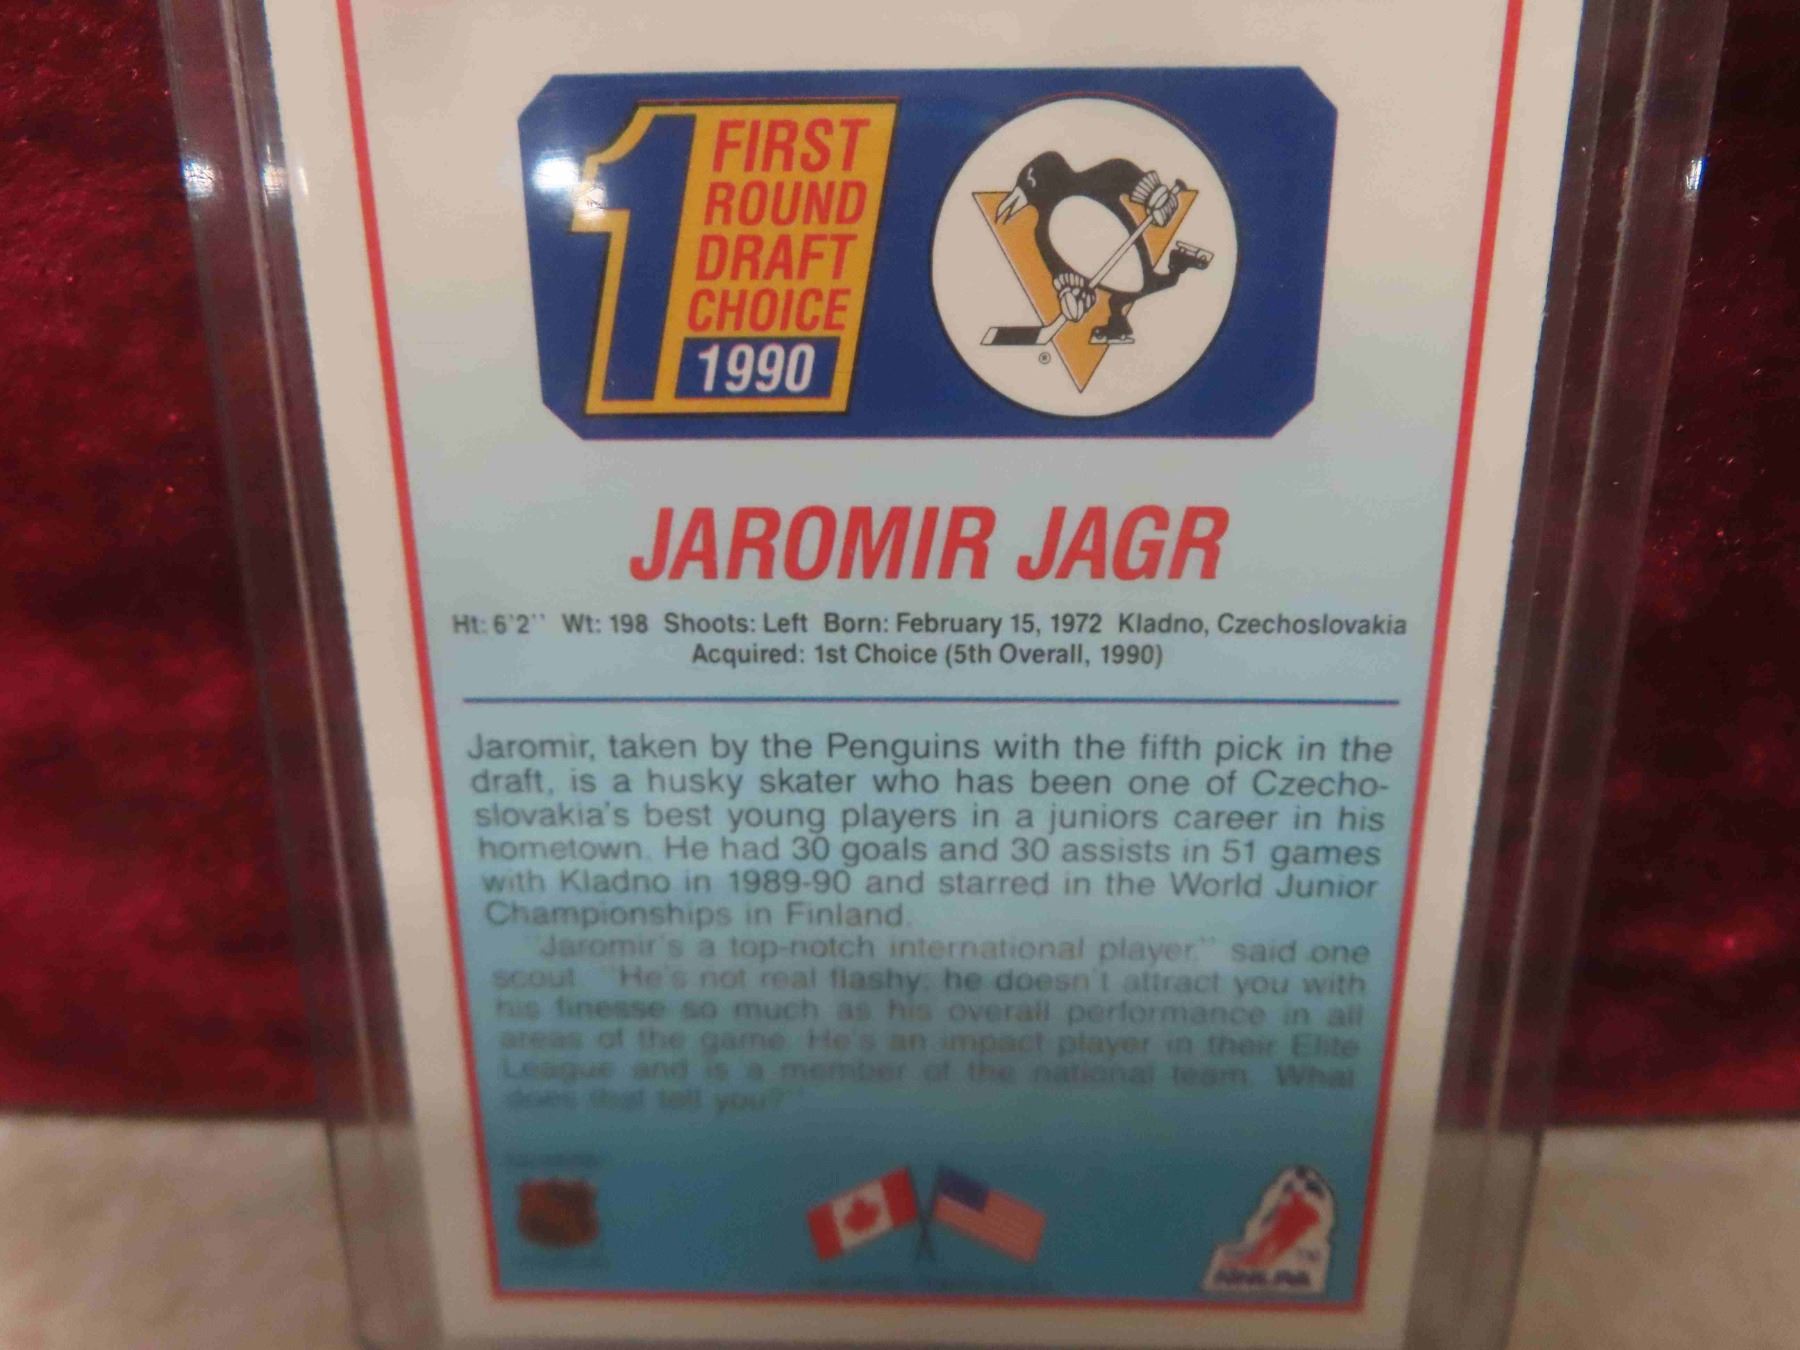 1
FIRST
ROUND
DRAFT
CHOICE
1990
®
JAROMIR JAGR
Ht: 6'2'' Wt: 198 Shoots: Left Born: February 15, 1972 Kladno, Czechoslovakia
Acquired: 1st Choice (5th Overall, 1990)
Jaromir, taken by the Penguins with the fifth pick in the
draft, is a husky skater who has been one of Czecho-
slovakia's best young players in a juniors career in his
hometown. He had 30 goals and 30 assists in 51 games
with Kladno in 1989-90 and starred in the World Junior
Championships in Finland.
"Jaromir's a top-notch international player," said one
scout. "He's not real flashy; he doesn't attract you with
his finesse so much as his overall performance in all
areas of the game. He's an impact player in their Elite
League and is a member of the national team. What
does that tell you?"